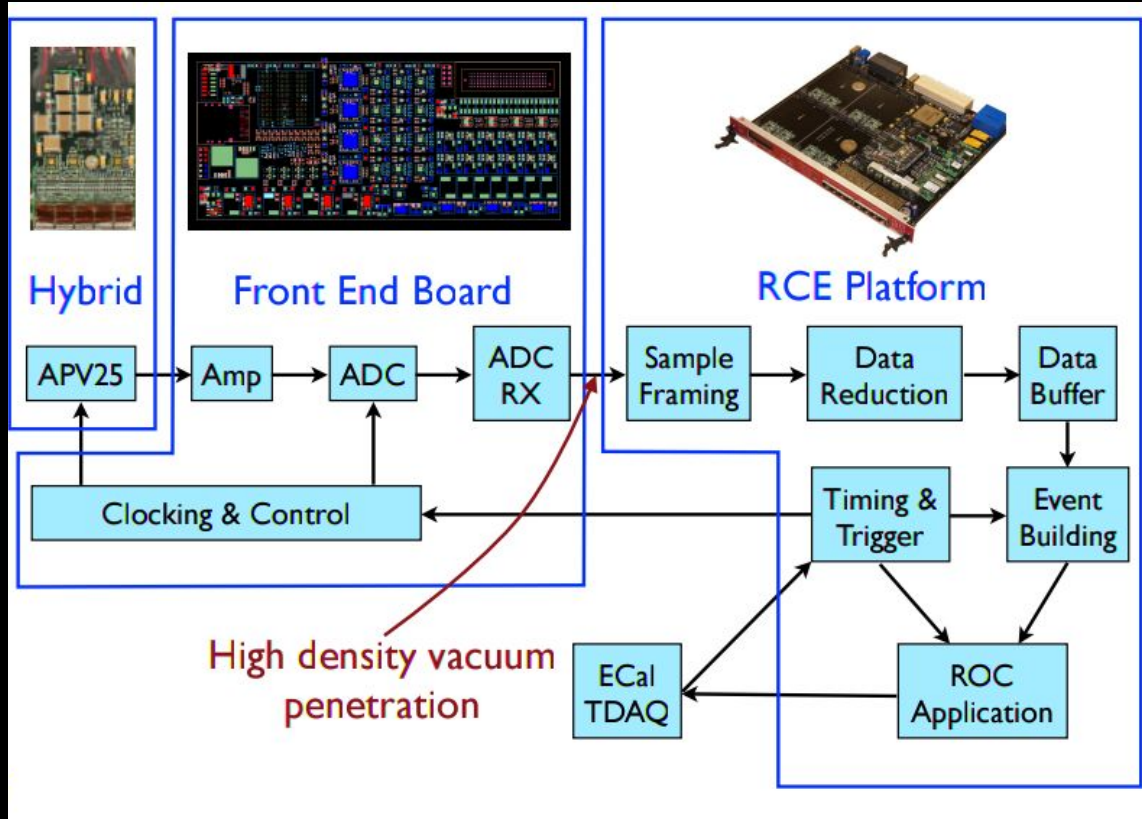 Hybrid
Front End Board
RCE Platform
APV25
Amp
ADC
ADC
RX
Sample
Framing
Data
Reduction
Data
Buffer
Clocking & Control
Timing &
Trigger
Event
Building
High density vacuum
penetration
ECal
TDAQ
ROC
Application